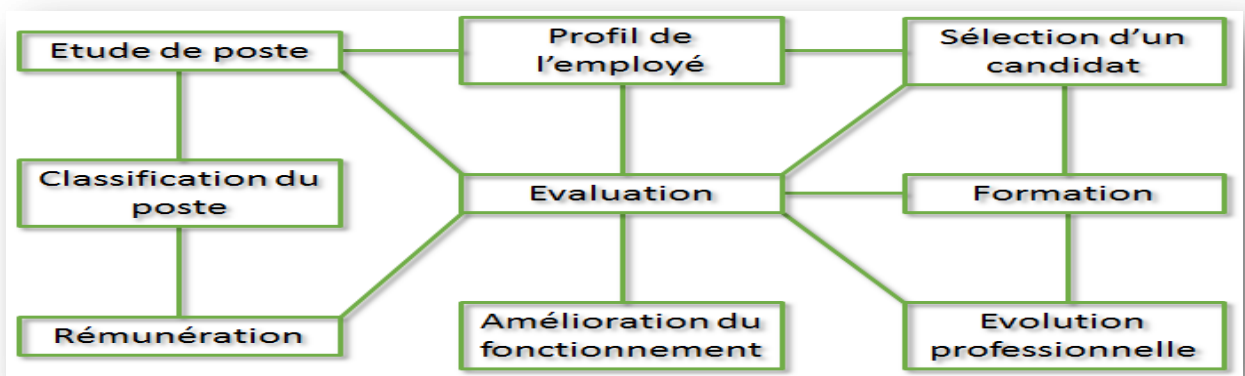 Etude de poste
Profil de
l'employé
Sélection d'un
candidat
Classification du
poste
Evaluation
Formation
Rémunération
Amélioration du
fonctionnement
Evolution
professionnelle